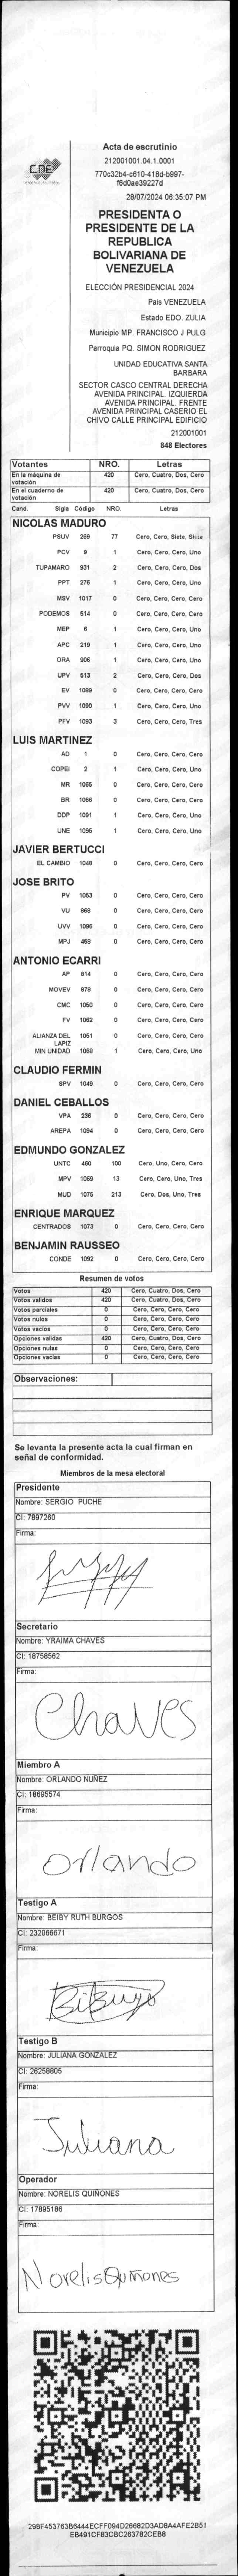 CNE
Acta de escrutinio
212001001.04.1.0001
770c32b4-c610-418d-b997-
f6d0ae39227d
28/07/2024 06:35:07 PM
PRESIDENTA O
PRESIDENTE DE LA
REPUBLICA
BOLIVARIANA DE
VENEZUELA
ELECCIÓN PRESIDENCIAL 2024
Pais VENEZUELA
Estado EDO. ZULIA
Municipio MP. FRANCISCO J PULG
Parroquia PQ. SIMON RODRIGUEZ
UNIDAD EDUCATIVA SANTA
BARBARA
SECTOR CASCO CENTRAL DERECHA
AVENIDA PRINCIPAL. IZQUIERDA
AVENIDA PRINCIPAL. FRENTE
AVENIDA PRINCIPAL CASERIO EL
CHIVO CALLE PRINCIPAL EDIFICIO
212001001
848 Electores
Votantes NRO. Letras
En la máquina de votación 420 Cero, Cuatro, Dos, Cero
En el cuaderno de votación 420 Cero, Cuatro, Dos, Cero
Cand. Sigla Código NRO. Letras
NICOLAS MADURO
PSUV 269 77 Cero, Cero, Siete, Siete
PCV 9 1 Cero, Cero, Cero, Uno
TUPAMARO 931 2 Cero, Cero, Cero, Dos
PPT 276 1 Cero, Cero, Cero, Uno
MSV 1017 0 Cero, Cero, Cero, Cero
PODEMOS 514 0 Cero, Cero, Cero, Cero
MEP 6 1 Cero, Cero, Cero, Uno
APC 219 1 Cero, Cero, Cero, Uno
ORA 906 1 Cero, Cero, Cero, Uno
UPV 513 2 Cero, Cero, Cero, Dos
EV 1089 0 Cero, Cero, Cero, Cero
PVV 1090 1 Cero, Cero, Cero, Uno
PFV 1093 3 Cero, Cero, Cero, Tres
LUIS MARTINEZ
AD 1 0 Cero, Cero, Cero, Cero
COPEI 2 1 Cero, Cero, Cero, Uno
MR 1065 0 Cero, Cero, Cero, Cero
BR 1066 0 Cero, Cero, Cero, Cero
DDP 1091 1 Cero, Cero, Cero, Uno
UNE 1095 1 Cero, Cero, Cero, Uno
JAVIER BERTUCCI
EL CAMBIO 1048 0 Cero, Cero, Cero, Cero
JOSE BRITO
PV 1053 0 Cero, Cero, Cero, Cero
VU 868 0 Cero, Cero, Cero, Cero
UVV 1096 0 Cero, Cero, Cero, Cero
MPJ 458 0 Cero, Cero, Cero, Cero
ANTONIO ECARRI
AP 814 0 Cero, Cero, Cero, Cero
MOVEV 879 0 Cero, Cero, Cero, Cero
CMC 1050 0 Cero, Cero, Cero, Cero
FV 1062 0 Cero, Cero, Cero, Cero
ALIANZA DEL LAPIZ 1051 0 Cero, Cero, Cero, Cero
MIN UNIDAD 1068 1 Cero, Cero, Cero, Uno
CLAUDIO FERMIN
SPV 1049 0 Cero, Cero, Cero, Cero
DANIEL CEBALLOS
VPA 236 0 Cero, Cero, Cero, Cero
AREPA 1094 0 Cero, Cero, Cero, Cero
EDMUNDO GONZALEZ
UNTC 460 100 Cero, Uno, Cero, Cero
MPV 1069 13 Cero, Cero, Uno, Tres
MUD 1075 213 Cero, Dos, Uno, Tres
ENRIQUE MARQUEZ
CENTRADOS 1073 0 Cero, Cero, Cero, Cero
BENJAMIN RAUSSEO
CONDE 1092 0 Cero, Cero, Cero, Cero
Resumen de votos
Votos 420 Cero, Cuatro, Dos, Cero
Votos validos 420 Cero, Cuatro, Dos, Cero
Votos parciales 0 Cero, Cero, Cero, Cero
Votos nulos 0 Cero, Cero, Cero, Cero
Votos vacios 0 Cero, Cero, Cero, Cero
Opciones validas 420 Cero, Cuatro, Dos, Cero
Opciones nulas 0 Cero, Cero, Cero, Cero
Opciones vacias 0 Cero, Cero, Cero, Cero
Observaciones:
Se levanta la presente acta la cual firman en
señal de conformidad.
Miembros de la mesa electoral
Presidente
Nombre: SERGIO PUCHE
CI: 7897260
Firma:
Secretario
Nombre: YRAIMA CHAVES
CI: 18758562
Firma:
Chaves
Miembro A
Nombre: ORLANDO NUÑEZ
CI: 18695574
Firma:
Orlando
Testigo A
Nombre: BEIBY RUTH BURGOS
CI: 232066671
Firma:
Testigo B
Nombre: JULIANA GONZALEZ
CI: 26258805
Firma:
Juliana
Operador
Nombre: NORELIS QUIÑONES
CI: 17895186
Firma:
Norelis Quiñones
298F453763B6444ECFF094D26682D3AD8A4AFE2B51
EB491CF83CBC263782CEB8